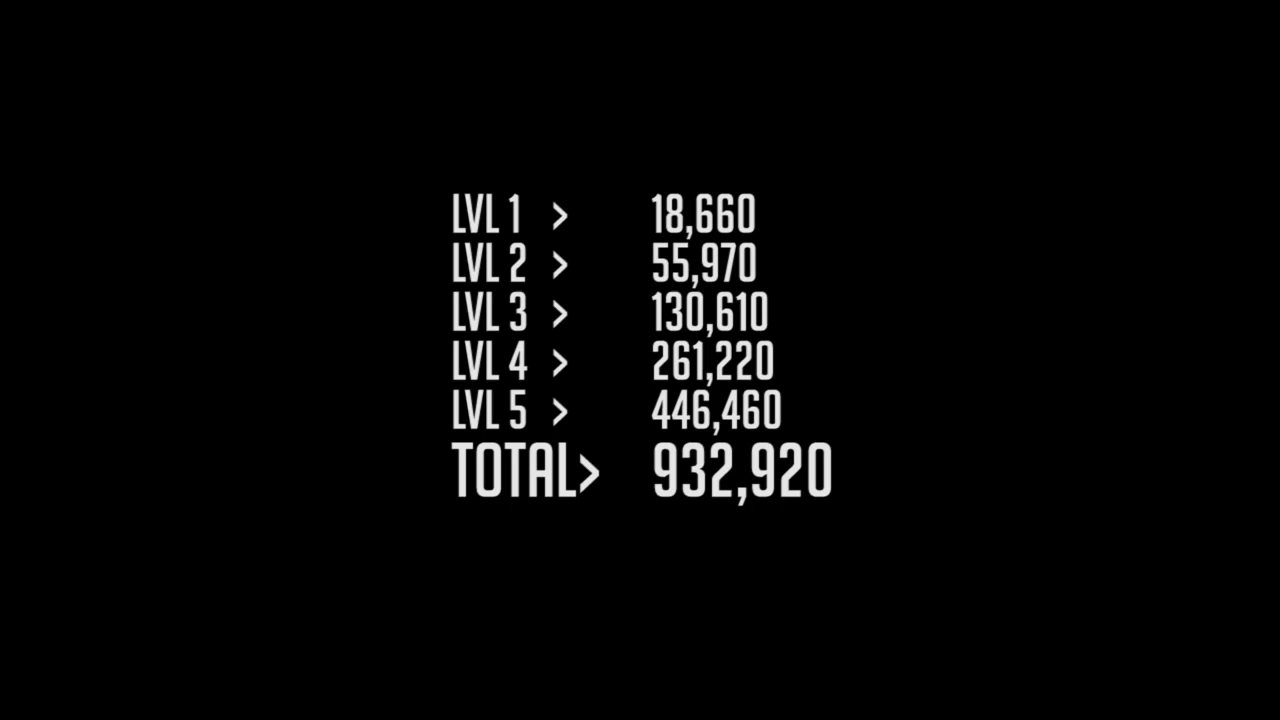 LVL 1 > 18,660
LVL 2 > 55,970
LVL 3 > 130,610
LVL 4 > 261,220
LVL 5 > 446,460
TOTAL> 932,920